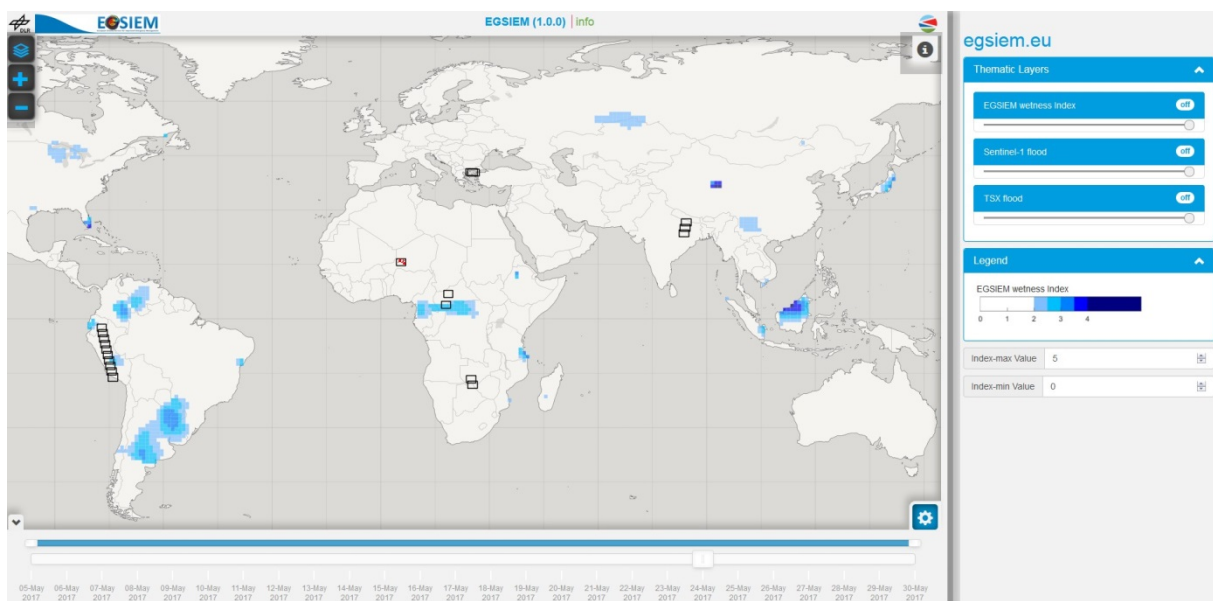 DLR
EGSIEM
EGSIEM (1.0.0) | info
i
egsiem.eu
Thematic Layers
EGSIEM wetness Index
off
Sentinel-1 flood
off
TSX flood
off
Legend
EGSIEM wetness Index
0 1 2 3 4
Index-max Value 5
Index-min Value 0
05-May 06-May 07-May 08-May 09-May 10-May 11-May 12-May 13-May 14-May 15-May 16-May 17-May 18-May 19-May 20-May 21-May 22-May 23-May 24-May 25-May 26-May 27-May 28-May 29-May 30-May
2017 2017 2017 2017 2017 2017 2017 2017 2017 2017 2017 2017 2017 2017 2017 2017 2017 2017 2017 2017 2017 2017 2017 2017 2017 2017